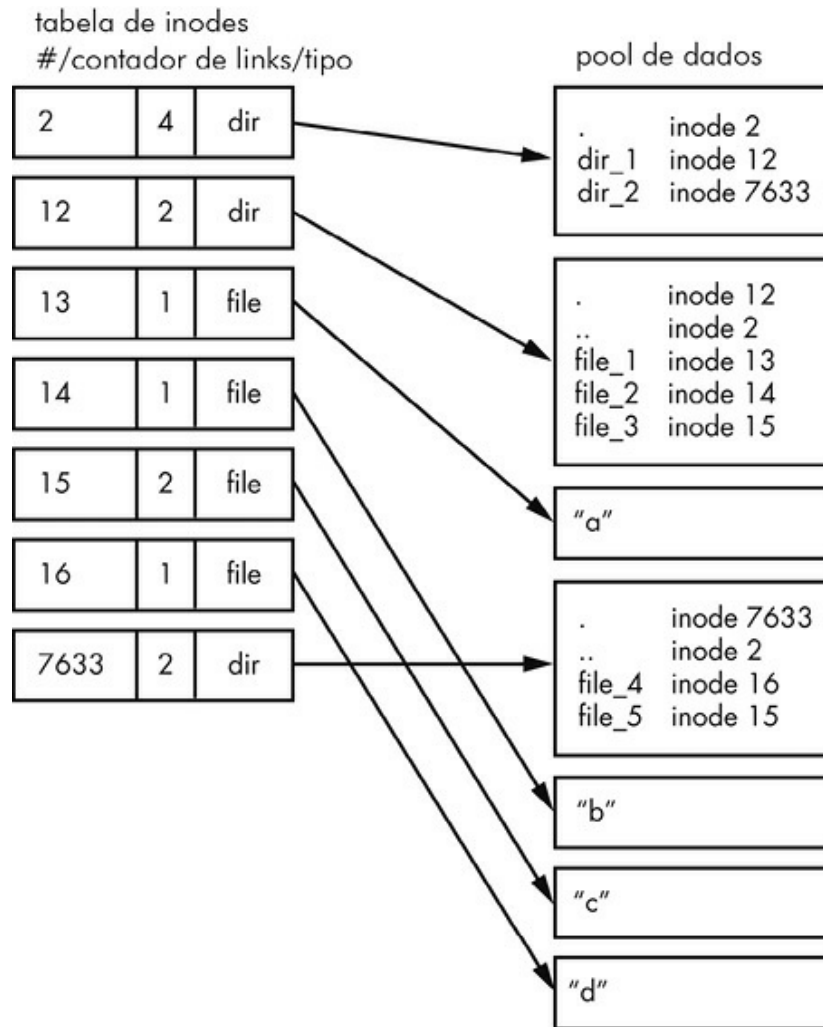 tabela de inodes
#/contador de links/tipo
2 4 dir
12 2 dir
13 1 file
14 1 file
15 2 file
16 1 file
7633 2 dir
pool de dados
. inode 2
dir_1 inode 12
dir_2 inode 7633
. inode 12
.. inode 2
file_1 inode 13
file_2 inode 14
file_3 inode 15
"a"
. inode 7633
.. inode 2
file_4 inode 16
file_5 inode 15
"b"
"c"
"d"